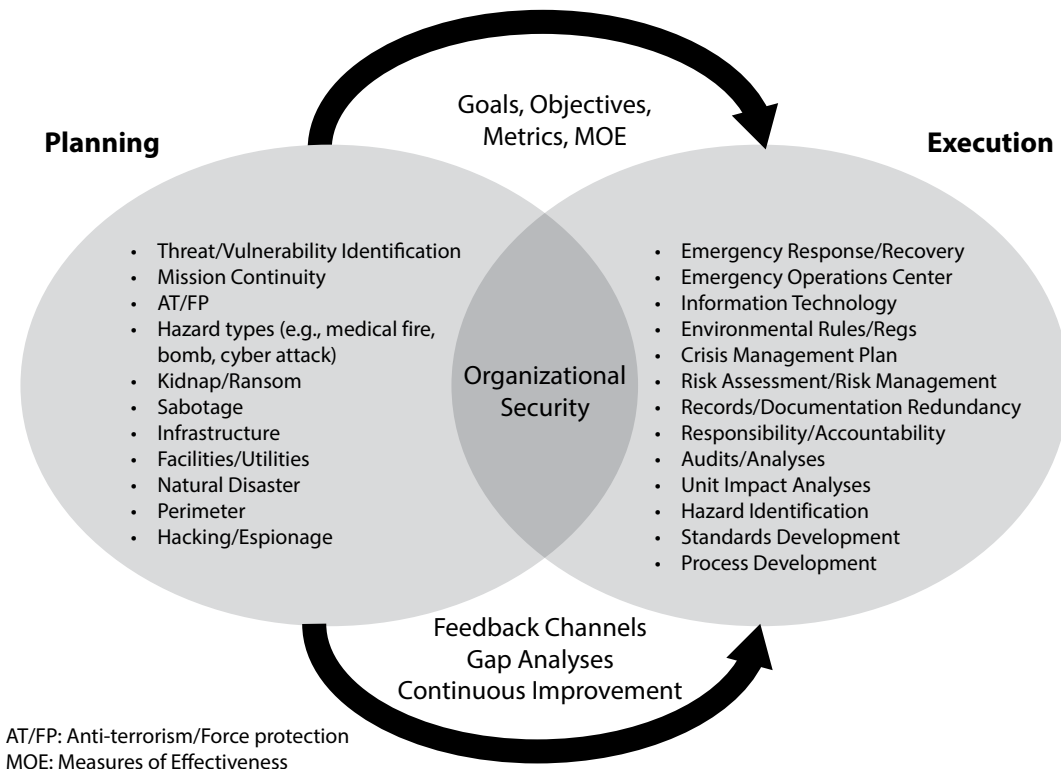 Goals, Objectives,
Metrics, MOE
Planning
Execution
• Threat/Vulnerability Identification
• Mission Continuity
• AT/FP
• Hazard types (e.g., medical fire,
bomb, cyber attack)
• Kidnap/Ransom
• Sabotage
• Infrastructure
• Facilities/Utilities
• Natural Disaster
• Perimeter
• Hacking/Espionage
Organizational
Security
• Emergency Response/Recovery
• Emergency Operations Center
• Information Technology
• Environmental Rules/Regs
• Crisis Management Plan
• Risk Assessment/Risk Management
• Records/Documentation Redundancy
• Responsibility/Accountability
• Audits/Analyses
• Unit Impact Analyses
• Hazard Identification
• Standards Development
• Process Development
Feedback Channels
Gap Analyses
Continuous Improvement
AT/FP: Anti-terrorism/Force protection
MOE: Measures of Effectiveness